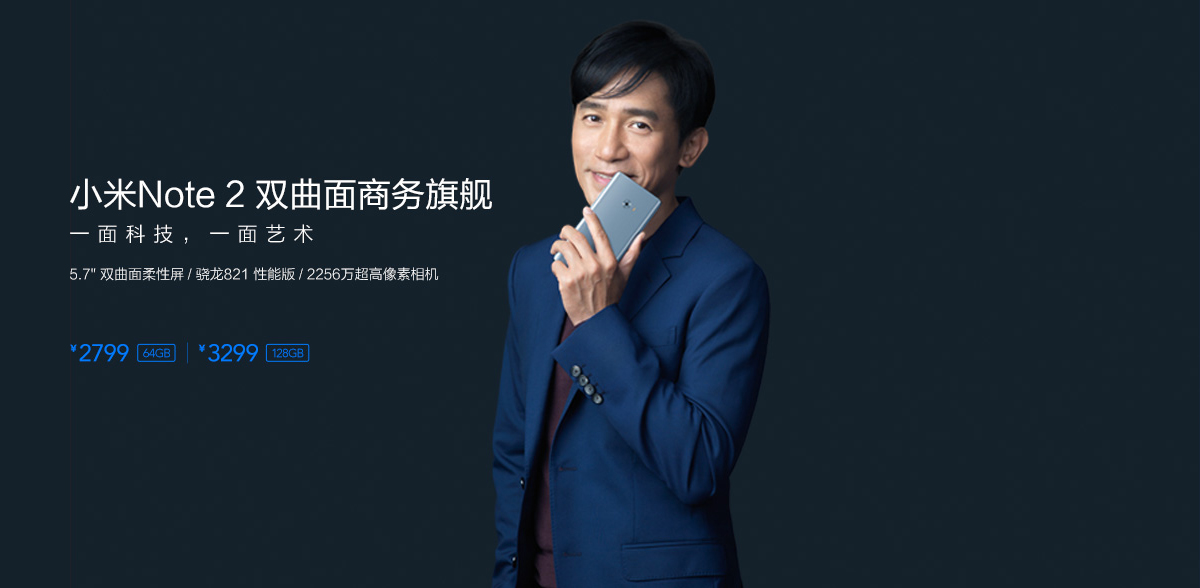 小米Note 2 双曲面商务旗舰
一面科技，一面艺术
5.7" 双曲面柔性屏 / 骁龙821 性能版 / 2256万超高像素相机
¥2799 64GB | ¥3299 128GB